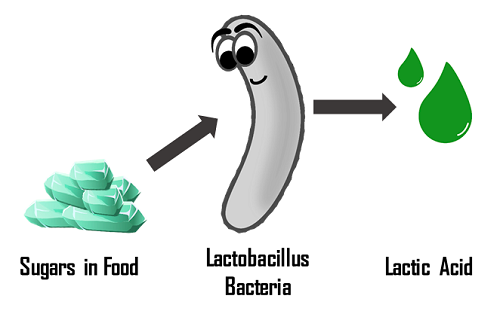 Sugars in Food
Lactobacillus
Bacteria
Lactic Acid